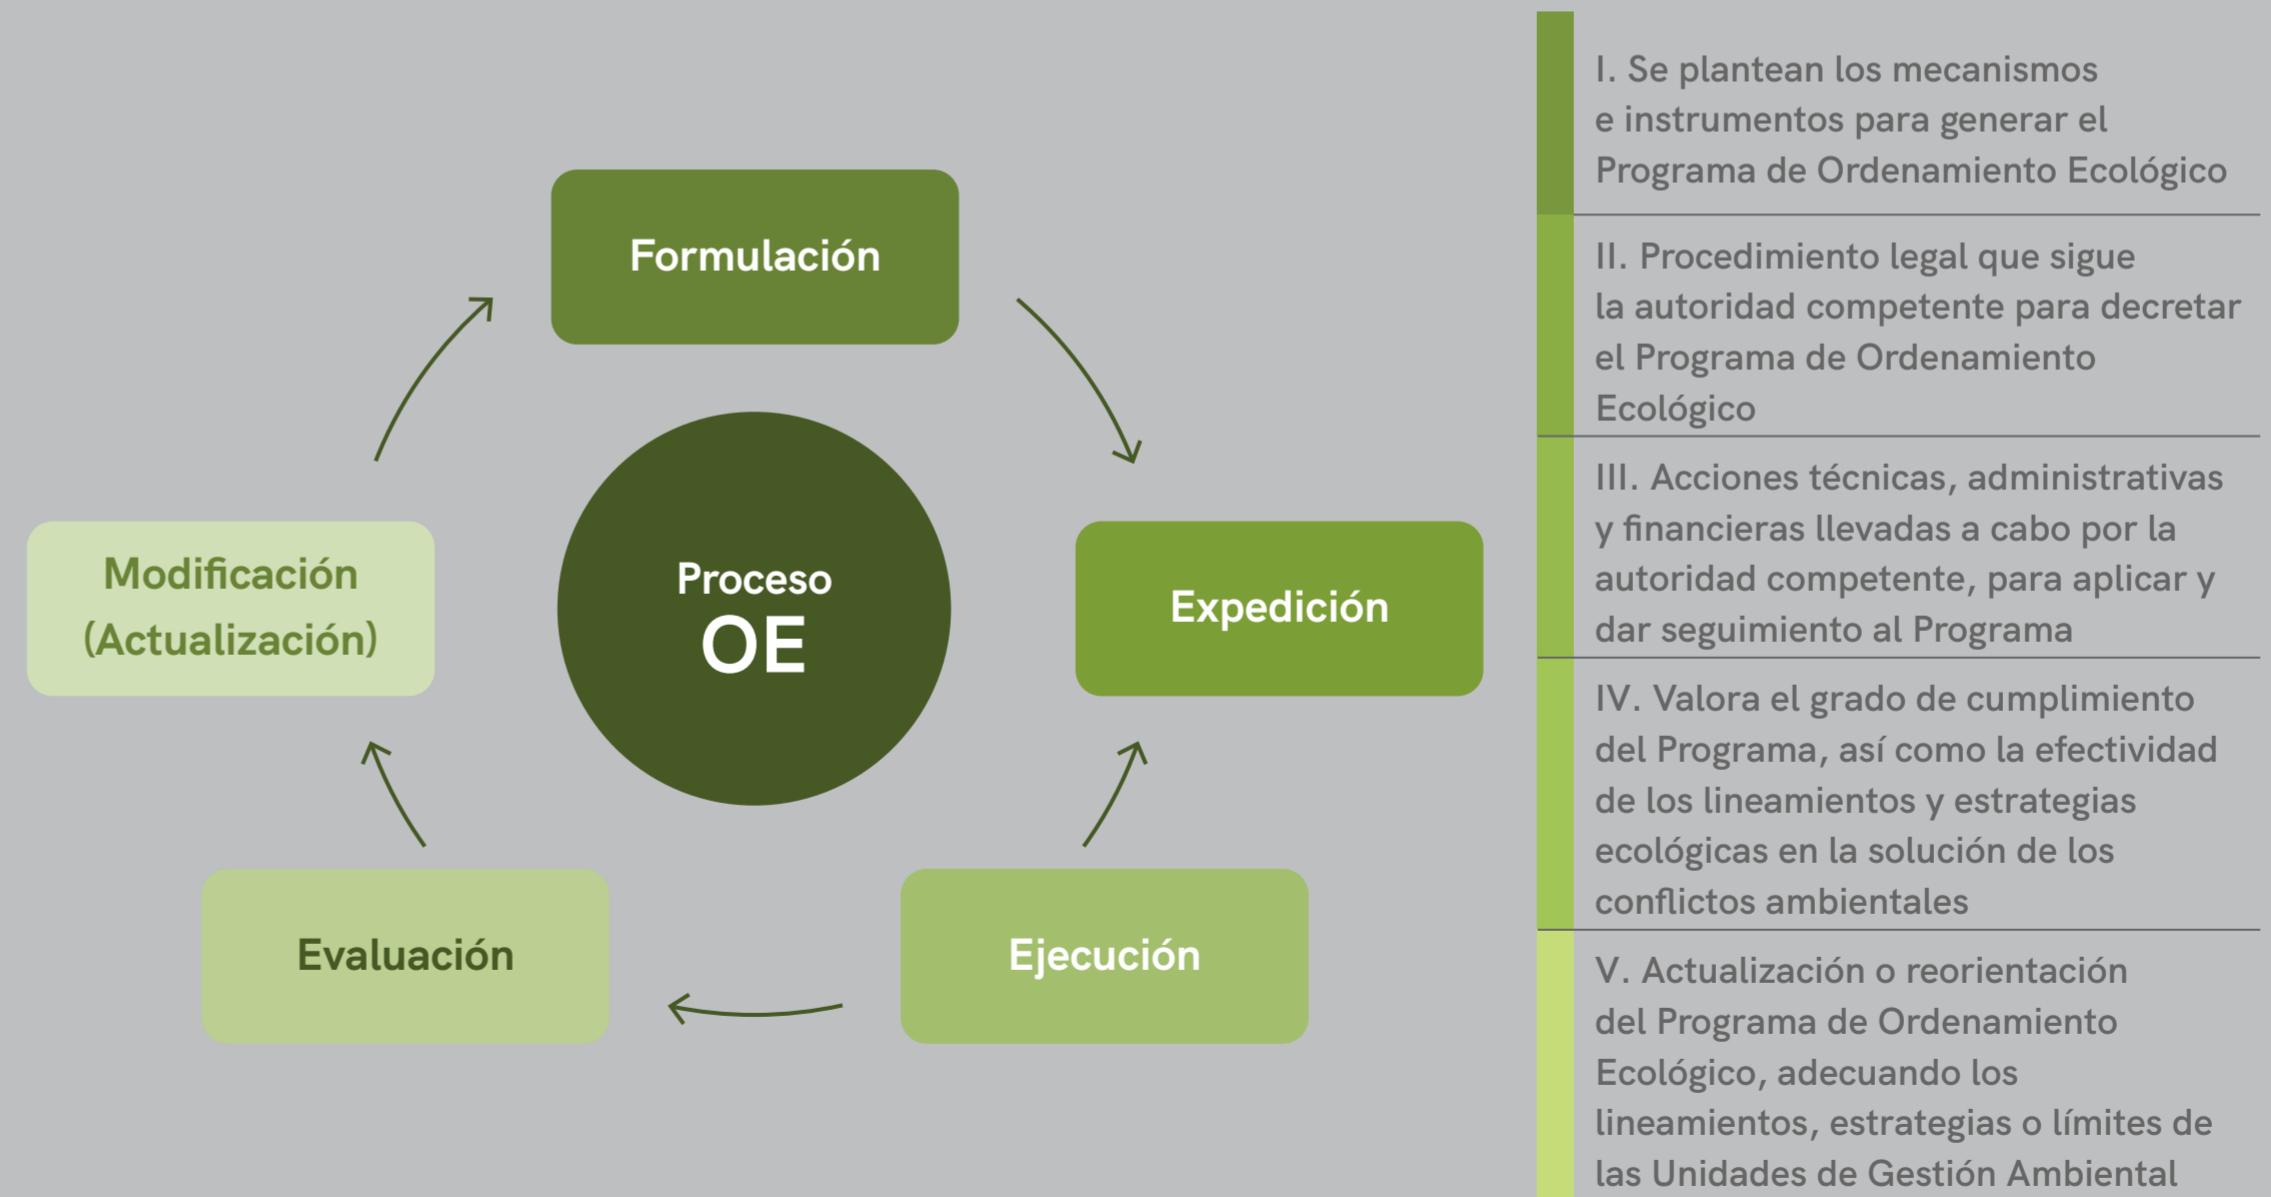 Formulación
Expedición
Ejecución
Evaluación
Modificación
(Actualización)
Proceso
OE
I. Se plantean los mecanismos
e instrumentos para generar el
Programa de Ordenamiento Ecológico
II. Procedimiento legal que sigue
la autoridad competente para decretar
el Programa de Ordenamiento
Ecológico
III. Acciones técnicas, administrativas
y financieras llevadas a cabo por la
autoridad competente, para aplicar y
dar seguimiento al Programa
IV. Valora el grado de cumplimiento
del Programa, así como la efectividad
de los lineamientos y estrategias
ecológicas en la solución de los
conflictos ambientales
V. Actualización o reorientación
del Programa de Ordenamiento
Ecológico, adecuando los
lineamientos, estrategias o límites de
las Unidades de Gestión Ambiental